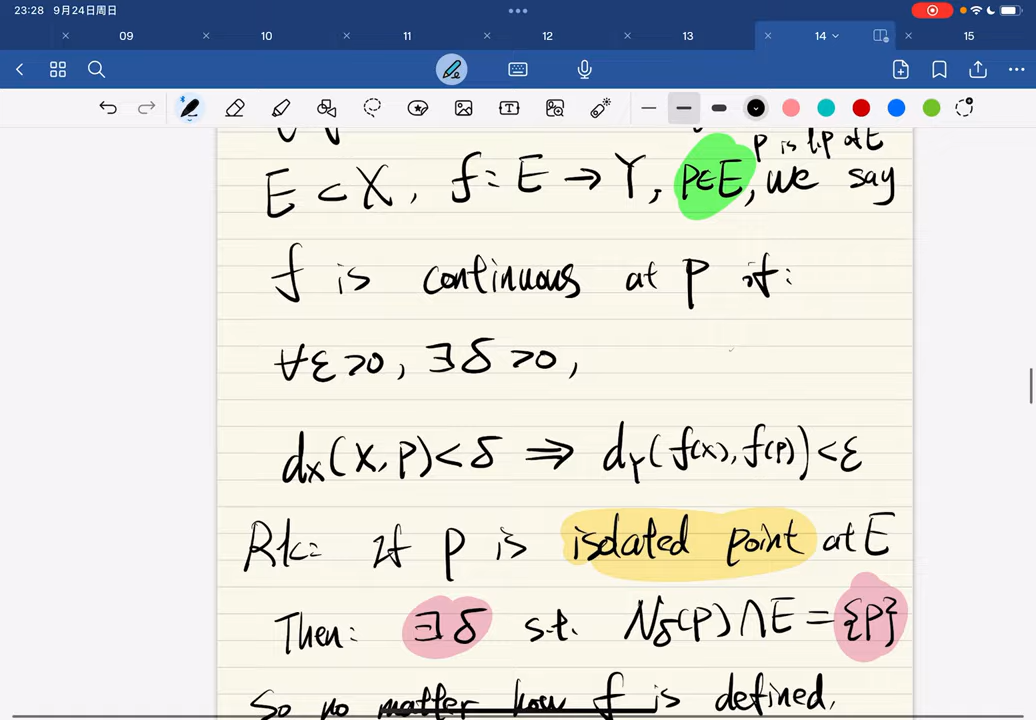 23:28 9月24日周日
09 10 11 12 13 14 15
p is l.p of E
E ⊂ X, f: E → Y, p∈E, we say
f is continuous at p if:
∀ε>0, ∃δ>0,
dx(x,p)<δ ⇒ dY(f(x),f(p))<ε
Rk: if p is isolated point at E
Then: ∃δ s.t. Nδ(p)∩E = {p}
So no matter how f is defined,